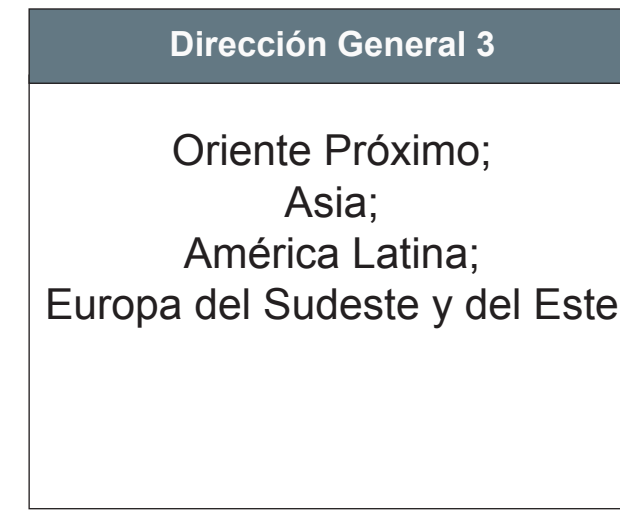 Dirección General 3
Oriente Próximo;
Asia;
América Latina;
Europa del Sudeste y del Este